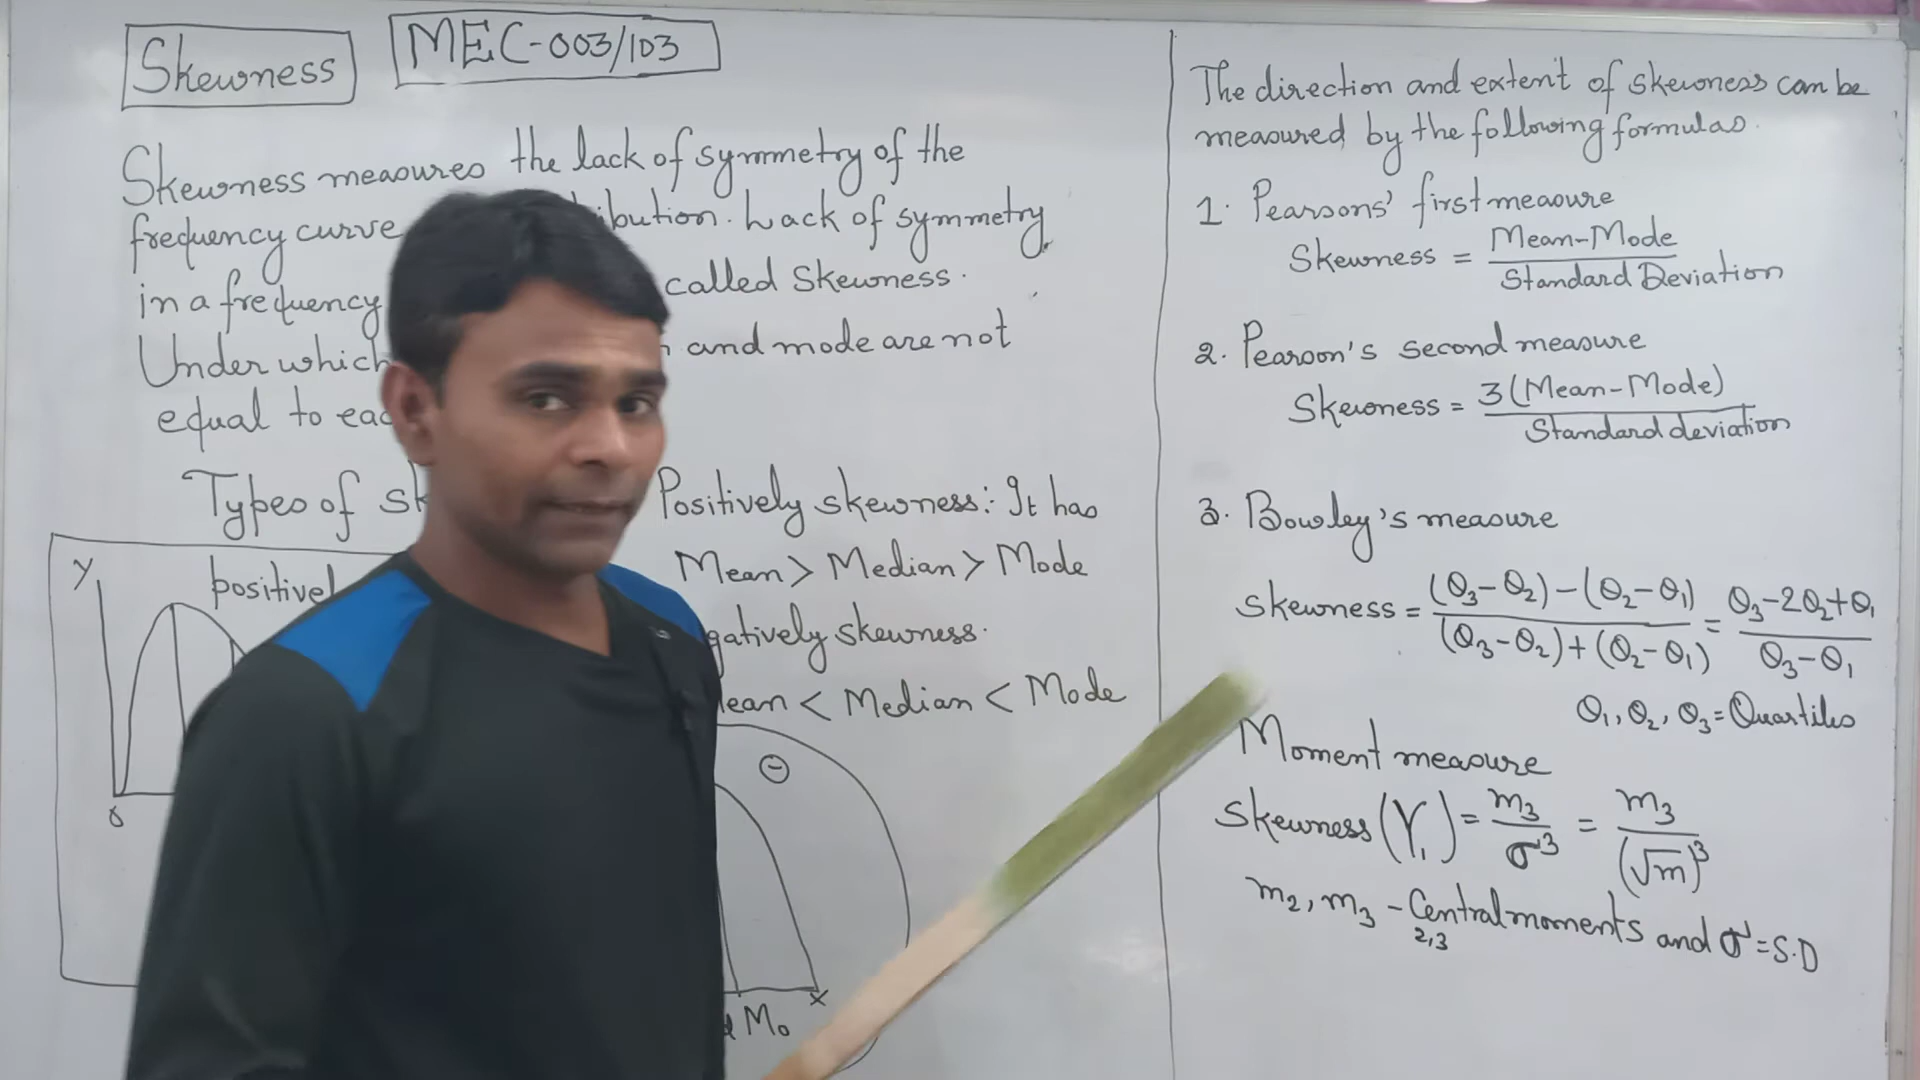 Skewness
MEC-003/103
Skewness measures the lack of symmetry of the
frequency curve ibution. Lack of symmetry
in a frequency called Skewness.
Under which and mode are not
equal to eac
Types of sk
Positively skewness: It has
Mean > Median > Mode
gatively skewness.
ean < Median < Mode
Y
positivel
0
⊖
X
d Mo
The direction and extent of skewness can be
measured by the following formulas.
1. Pearsons' first measure
Skewness = Mean-Mode / Standard Deviation
2. Pearson's second measure
Skewness = 3(Mean-Mode) / Standard deviation
3. Bowley's measure
Skewness = (Q₃-Q₂)-(Q₂-Q₁) / (Q₃-Q₂)+(Q₂-Q₁) = Q₃-2Q₂+Q₁ / Q₃-Q₁
Q₁, Q₂, Q₃ = Quartiles
Moment measure
Skewness (γ₁) = m₃/σ³ = m₃/(√m)³
m₂, m₃ - Central moments and σ = S.D
2,3